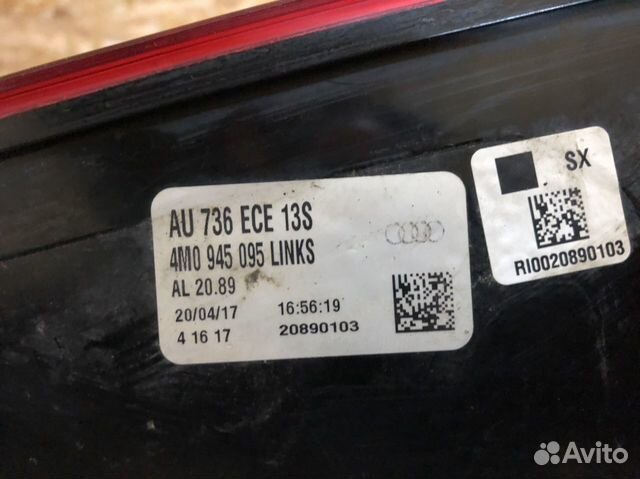 AU 736 ECE 13S
4M0 945 095 LINKS
AL 20.89
20/04/17 16:56:19
4 16 17 20890103
SX
RI0020890103
Avito